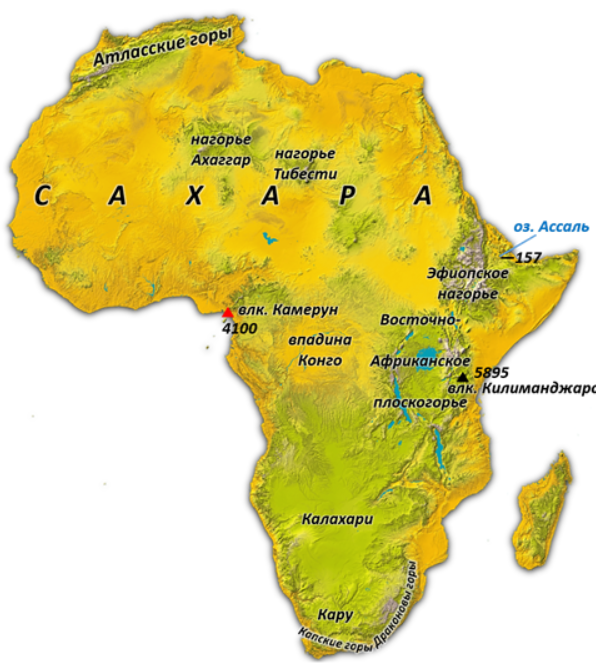 Атласские горы
нагорье
Ахаггар
нагорье
Тибести
САХАРА
оз. Ассаль
–157
Эфиопское
нагорье
влк. Камерун
4100
Восточно-
впадина
Конго
Африканское
5895
влк. Килиманджаро
плоскогорье
Калахари
Кару
Капские горы
Драконовы горы